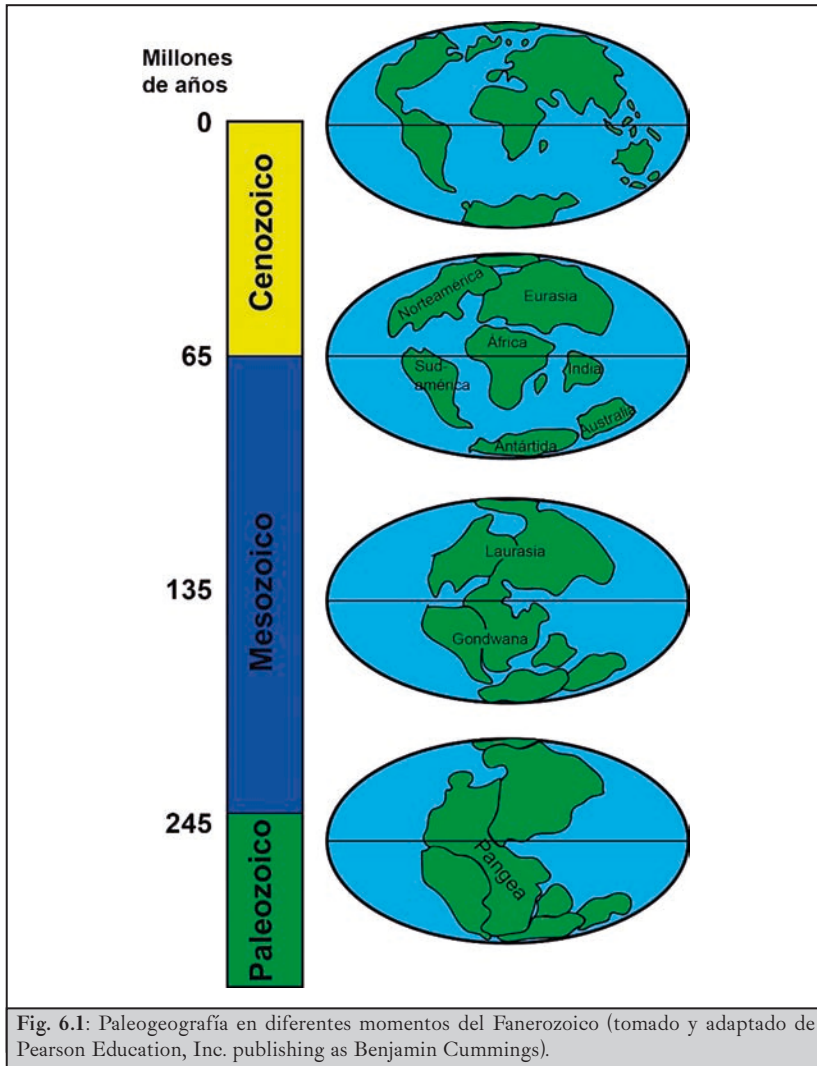 Millones
de años
0
Cenozoico
65
Mesozoico
135
245
Paleozoico
Norteamérica
Eurasia
África
Sud-
américa
India
Australia
Antártida
Laurasia
Gondwana
Pangea
Fig. 6.1: Paleogeografía en diferentes momentos del Fanerozoico (tomado y adaptado de
Pearson Education, Inc. publishing as Benjamin Cummings).